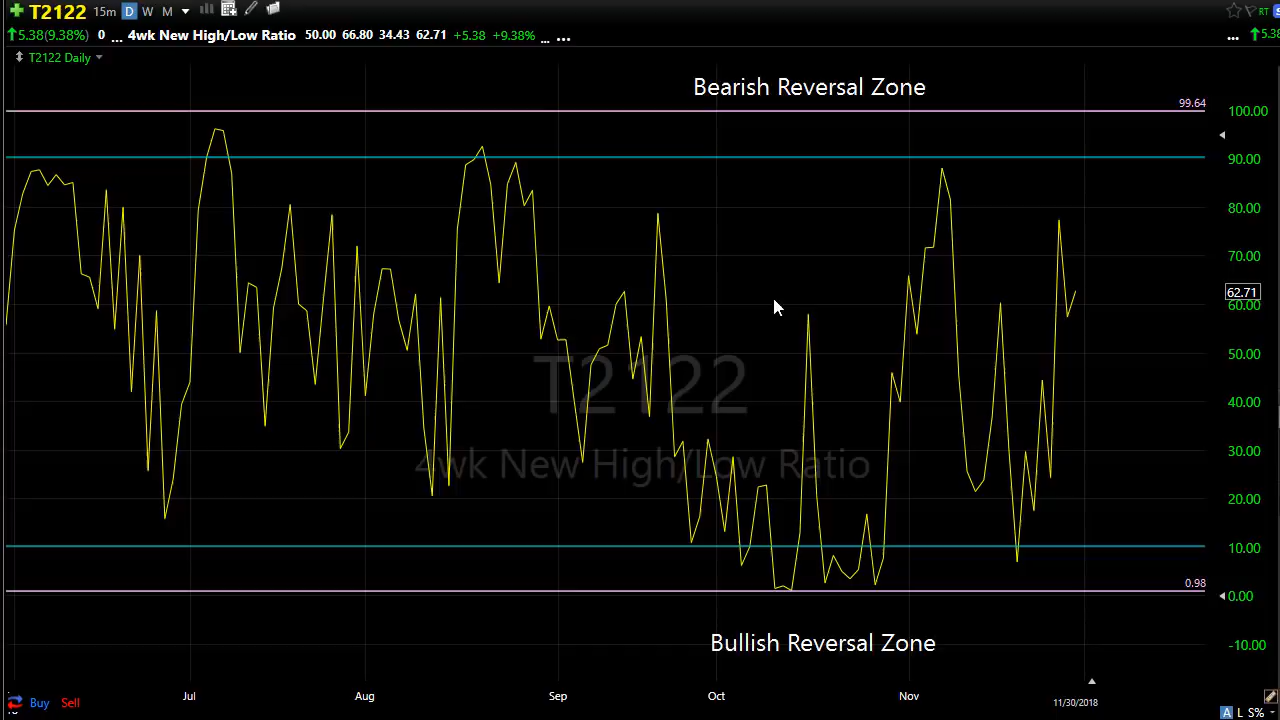 T2122 15m D W M RT
5.38(9.38%) 0 ... 4wk New High/Low Ratio 50.00 66.80 34.43 62.71 +5.38 +9.38% ... ... ... 5.38
T2122 Daily
Bearish Reversal Zone
99.64
100.00
90.00
80.00
70.00
62.71
60.00
50.00
T2122
40.00
4wk New High/Low Ratio
30.00
20.00
10.00
0.98
0.00
Bullish Reversal Zone
-10.00
Jul Aug Sep Oct Nov
Buy Sell 11/30/2018
A L S%